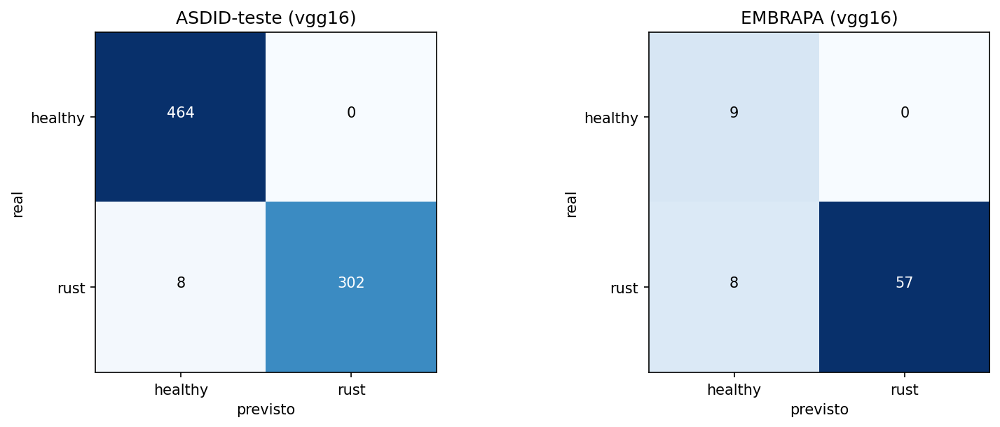 ASDID-teste (vgg16)
healthy
464
0
real
rust
8
302
healthy
rust
previsto
EMBRAPA (vgg16)
healthy
9
0
real
rust
8
57
healthy
rust
previsto